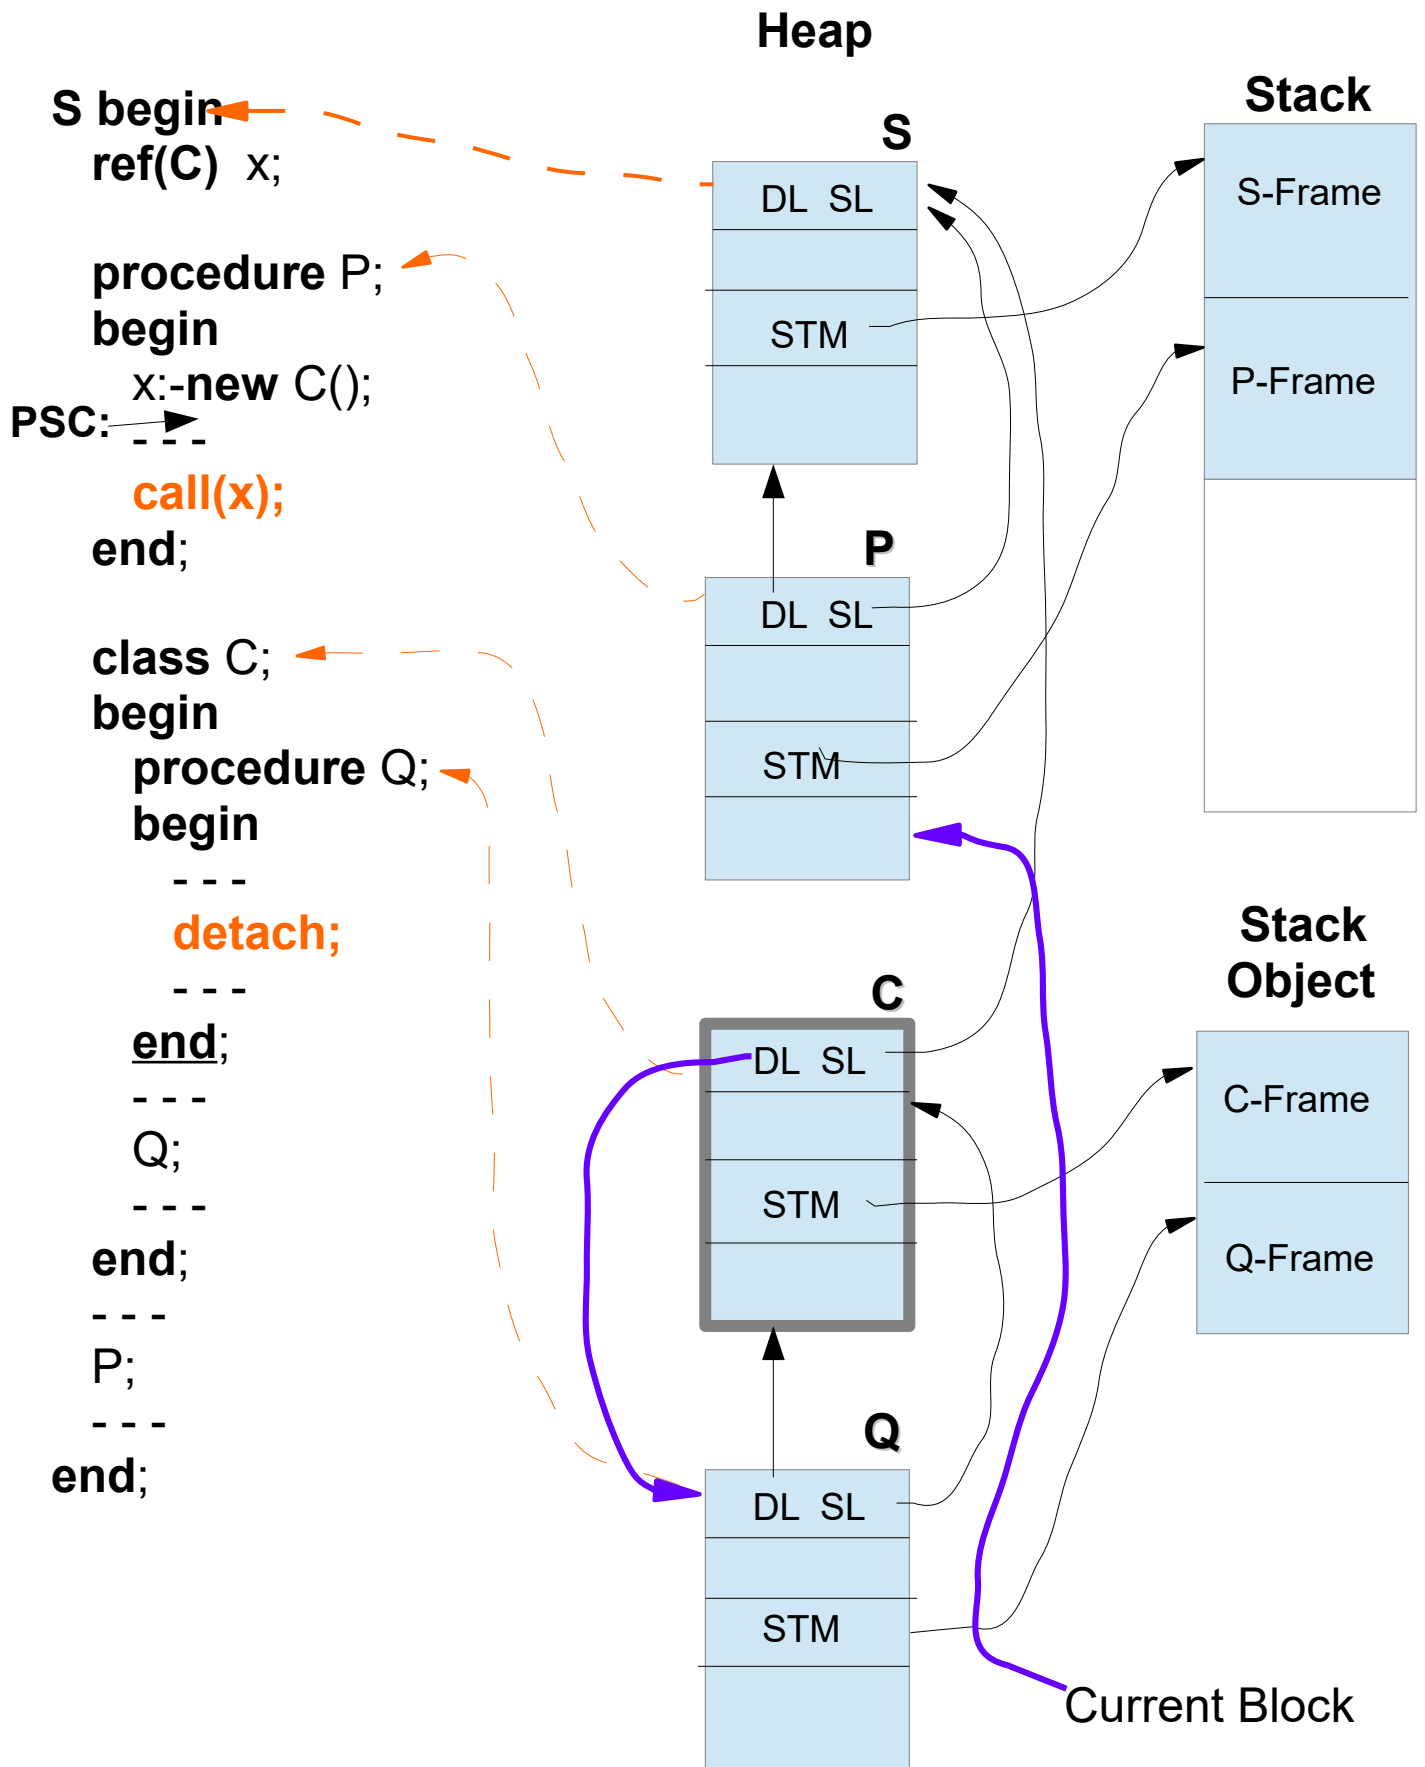 Heap
S begin
ref(C) x;
procedure P;
begin
x:-new C();
PSC:
- - -
call(x);
end;
class C;
begin
procedure Q;
begin
- - -
detach;
- - -
end;
- - -
Q;
- - -
end;
- - -
P;
- - -
end;
S
DL SL
STM
P
DL SL
STM
C
DL SL
STM
Q
DL SL
STM
Stack
S-Frame
P-Frame
Stack
Object
C-Frame
Q-Frame
Current Block